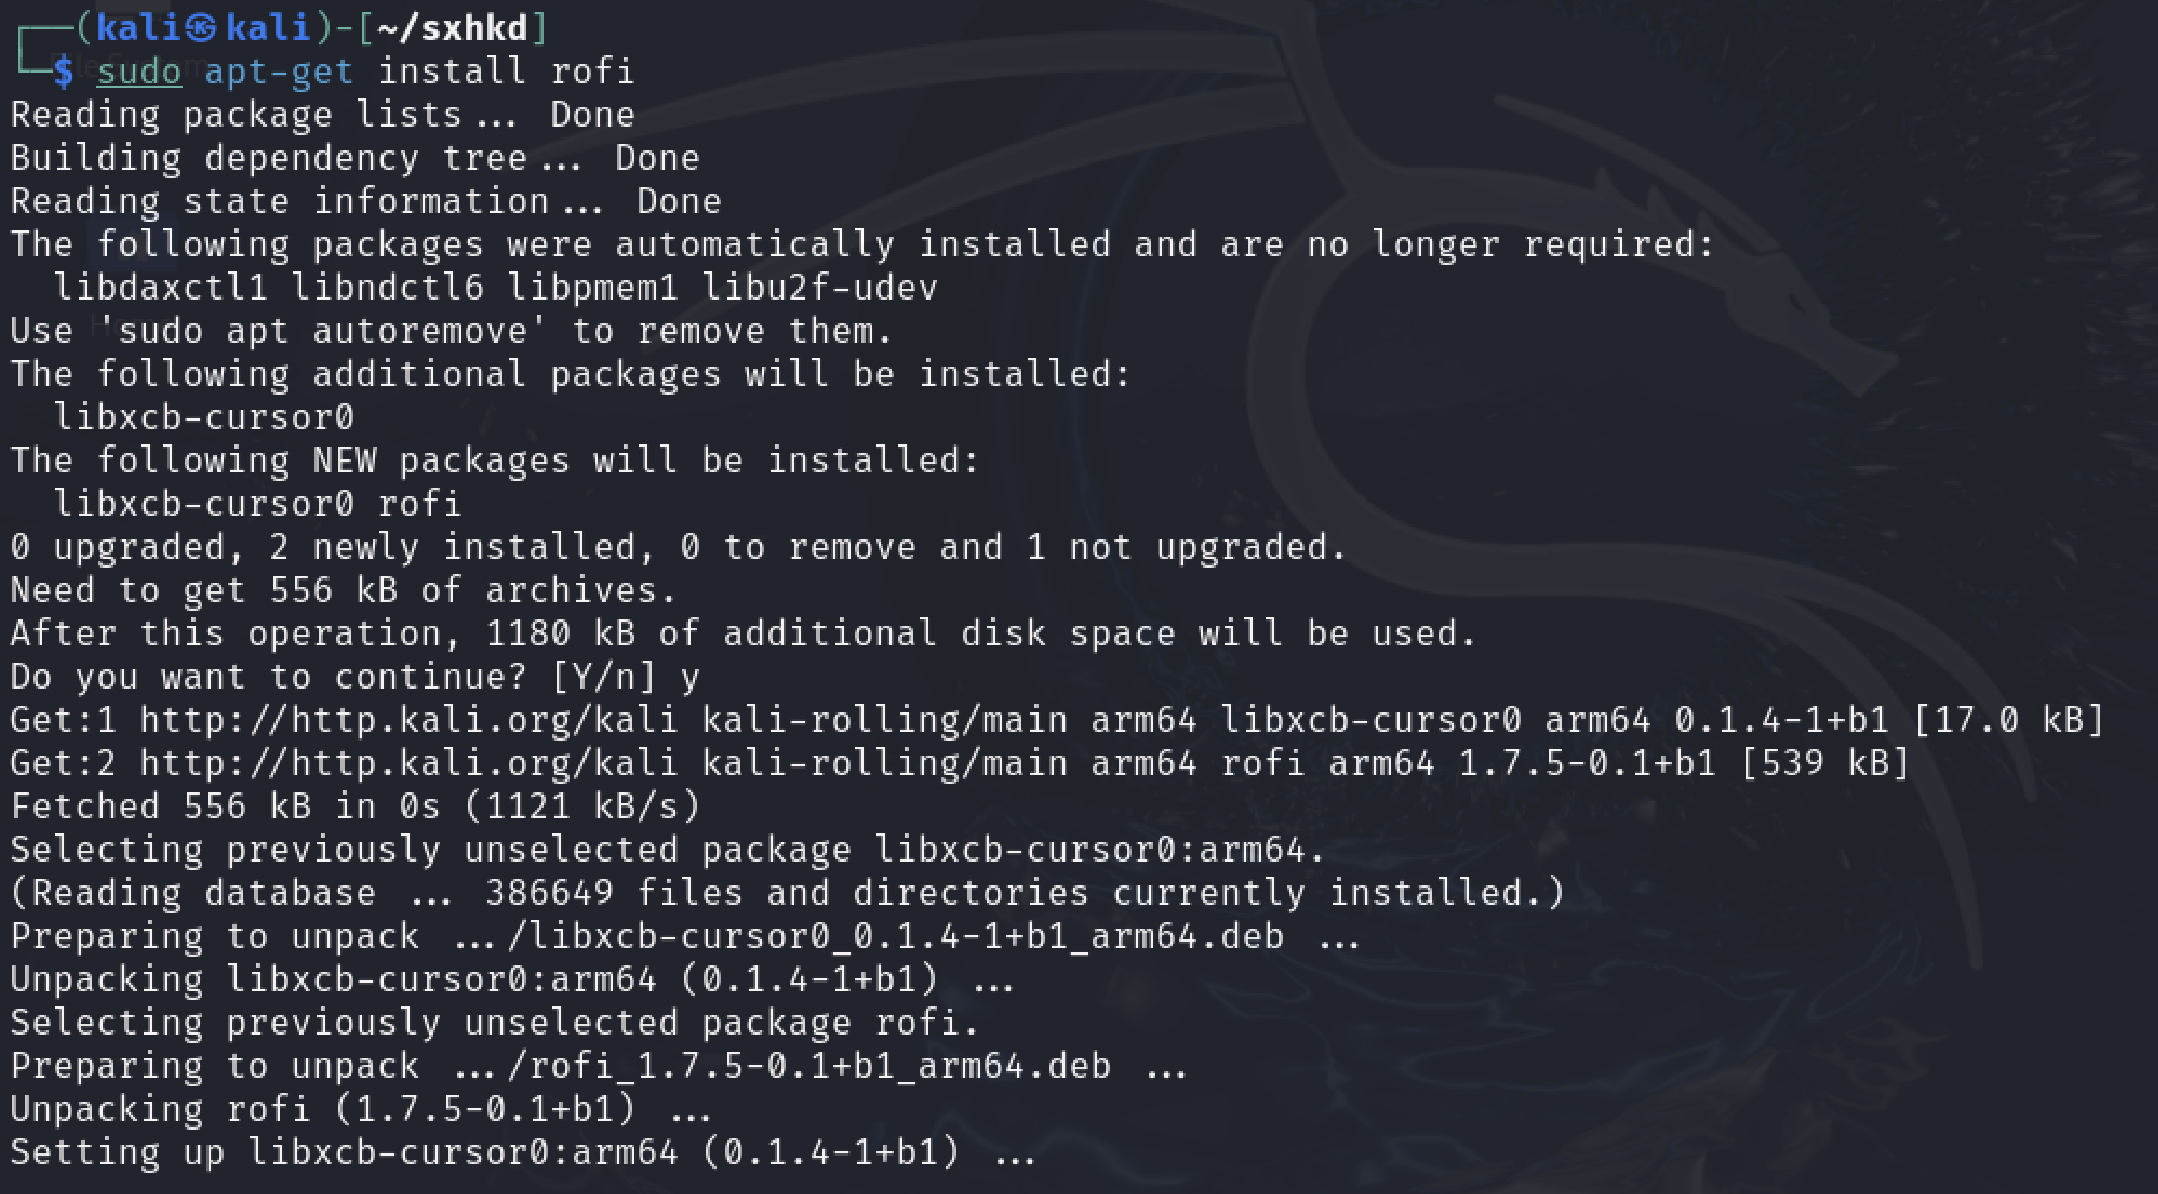 ┌──(kali㉿kali)-[~/sxhkd]
└─$ sudo apt-get install rofi
Reading package lists... Done
Building dependency tree... Done
Reading state information... Done
The following packages were automatically installed and are no longer required:
  libdaxctl1 libndctl6 libpmem1 libu2f-udev
Use 'sudo apt autoremove' to remove them.
The following additional packages will be installed:
  libxcb-cursor0
The following NEW packages will be installed:
  libxcb-cursor0 rofi
0 upgraded, 2 newly installed, 0 to remove and 1 not upgraded.
Need to get 556 kB of archives.
After this operation, 1180 kB of additional disk space will be used.
Do you want to continue? [Y/n] y
Get:1 http://http.kali.org/kali kali-rolling/main arm64 libxcb-cursor0 arm64 0.1.4-1+b1 [17.0 kB]
Get:2 http://http.kali.org/kali kali-rolling/main arm64 rofi arm64 1.7.5-0.1+b1 [539 kB]
Fetched 556 kB in 0s (1121 kB/s)
Selecting previously unselected package libxcb-cursor0:arm64.
(Reading database ... 386649 files and directories currently installed.)
Preparing to unpack .../libxcb-cursor0_0.1.4-1+b1_arm64.deb ...
Unpacking libxcb-cursor0:arm64 (0.1.4-1+b1) ...
Selecting previously unselected package rofi.
Preparing to unpack .../rofi_1.7.5-0.1+b1_arm64.deb ...
Unpacking rofi (1.7.5-0.1+b1) ...
Setting up libxcb-cursor0:arm64 (0.1.4-1+b1) ...